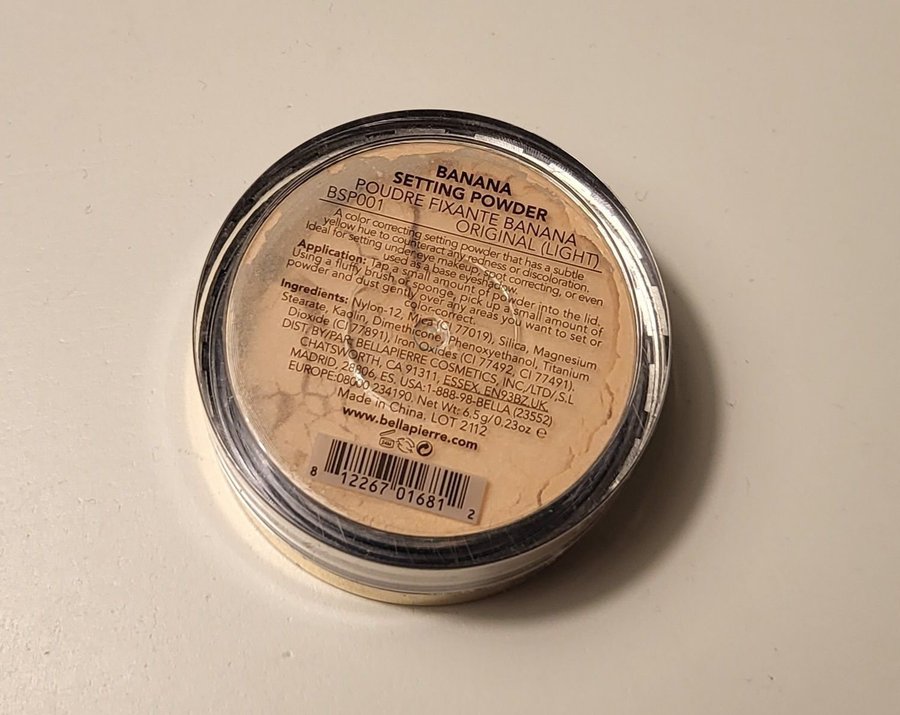 BANANA
SETTING POWDER
POUDRE FIXANTE BANANA
BSP001 ORIGINAL (LIGHT)
A color correcting setting powder that has a subtle
yellow hue to counteract any redness or discoloration.
Ideal for setting under eye makeup, spot correcting, or even
used as a base eyeshadow.
Application: Tap a small amount of powder into the lid.
Using a fluffy brush or sponge, pick up a small amount of
powder and dust gently over any areas you want to set or
color-correct.
Ingredients: Nylon-12, Mica (CI 77019), Silica, Magnesium
Stearate, Kaolin, Dimethicone, Phenoxyethanol, Titanium
Dioxide (CI 77891), Iron Oxides (CI 77492, CI 77491).
DIST. BY/PAR BELLAPIERRE COSMETICS, INC/LTD/,S.L
CHATSWORTH, CA 91311, ESSEX, EN93BZ UK,
MADRID, 28806, ES. USA:1-888-98-BELLA (23552)
EUROPE:08000 234190. Net Wt: 6.5g/0.23oz ℮
Made in China. LOT 2112
www.bellapierre.com
24M
8 12267 01681 2